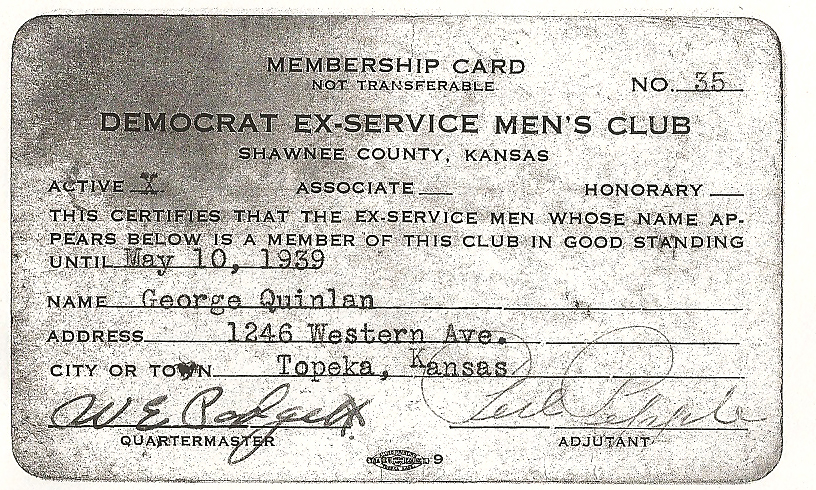 MEMBERSHIP CARD
NOT TRANSFERABLE
NO. 35
DEMOCRAT EX-SERVICE MEN'S CLUB
SHAWNEE COUNTY, KANSAS
ACTIVE X ASSOCIATE HONORARY
THIS CERTIFIES THAT THE EX-SERVICE MEN WHOSE NAME AP-
PEARS BELOW IS A MEMBER OF THIS CLUB IN GOOD STANDING
UNTIL May 10, 1939
NAME George Quinlan
ADDRESS 1246 Western Ave.
CITY OR TOWN Topeka, Kansas
W E Padgett
QUARTERMASTER ADJUTANT
9